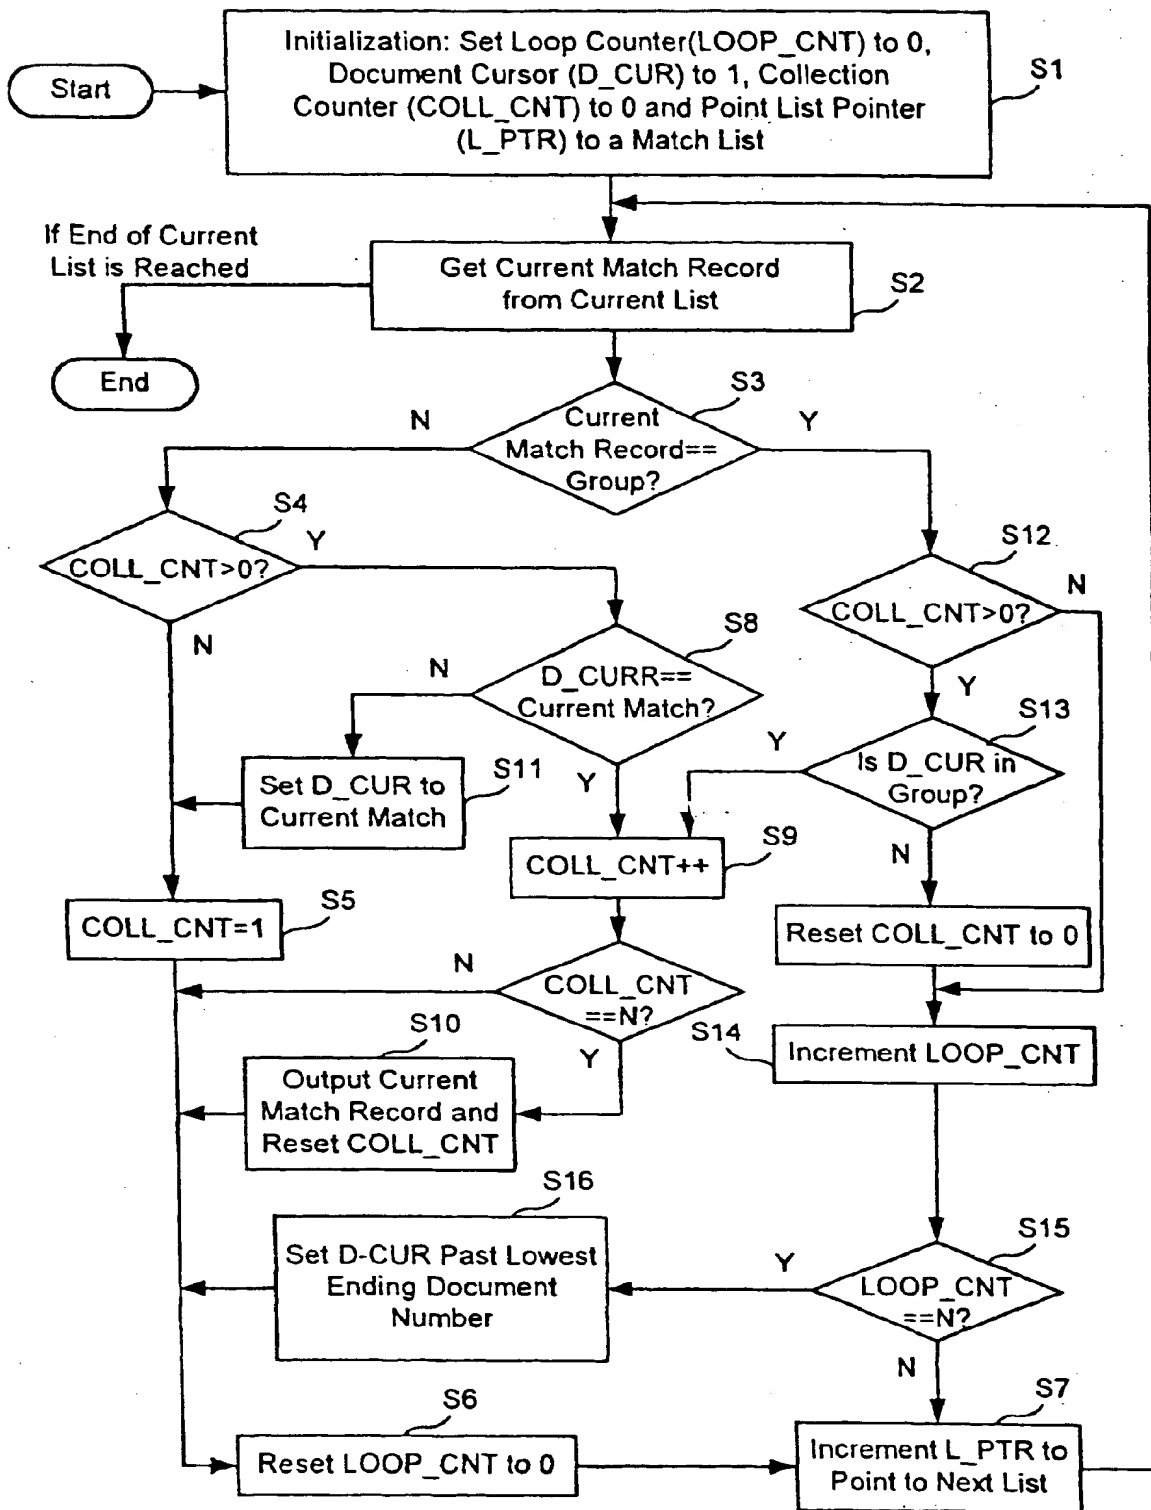 Start
Initialization: Set Loop Counter(LOOP_CNT) to 0,
Document Cursor (D_CUR) to 1, Collection
Counter (COLL_CNT) to 0 and Point List Pointer
(L_PTR) to a Match List
S1
If End of Current
List is Reached
Get Current Match Record
from Current List
S2
End
S3
N
Current
Match Record==
Group?
Y
S4
COLL_CNT>0?
Y
N
S12
COLL_CNT>0?
N
Y
S8
N
D_CURR==
Current Match?
Y
S13
Y
Is D_CUR in
Group?
N
S11
Set D_CUR to
Current Match
S9
COLL_CNT++
S5
COLL_CNT=1
Reset COLL_CNT to 0
N
COLL_CNT
==N?
Y
S14
Increment LOOP_CNT
S10
Output Current
Match Record and
Reset COLL_CNT
S16
Set D-CUR Past Lowest
Ending Document
Number
S15
Y
LOOP_CNT
==N?
N
S6
Reset LOOP_CNT to 0
S7
Increment L_PTR to
Point to Next List